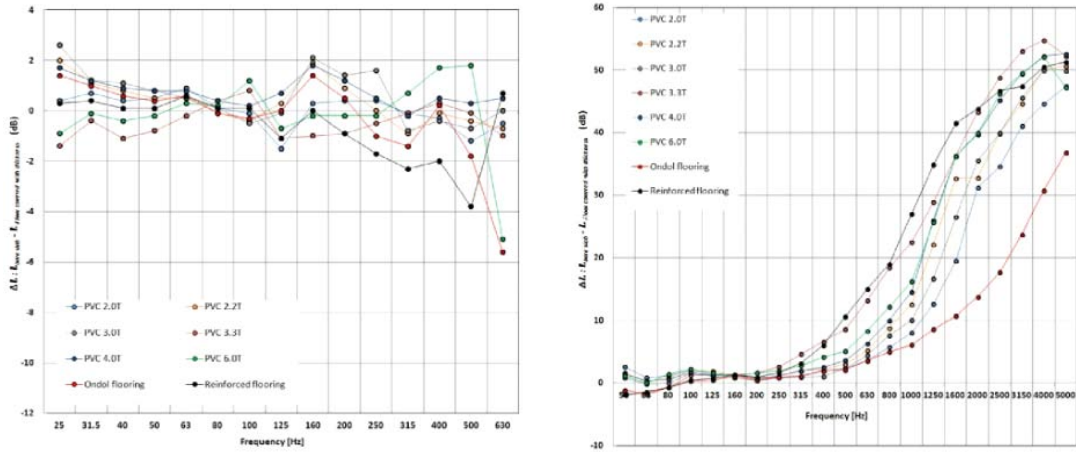 4
2
0
-2
-4
-6
-8
-10
-12
(dB)
25 31.5 40 50 63 80 100 125 160 200 250 315 400 500 630
Frequency [Hz]
PVC 2.0T PVC 2.2T
PVC 3.0T PVC 3.3T
PVC 4.0T PVC 6.0T
Ondol flooring Reinforced flooring
60
50
40
30
20
10
0
-10
(dB)
PVC 2.0T
PVC 2.2T
PVC 3.0T
PVC 3.3T
PVC 4.0T
PVC 6.0T
Ondol flooring
Reinforced flooring
80 100 125 160 200 250 315 400 500 630 800 1000 1250 1600 2000 2500 3150 4000 5000
Frequency [Hz]